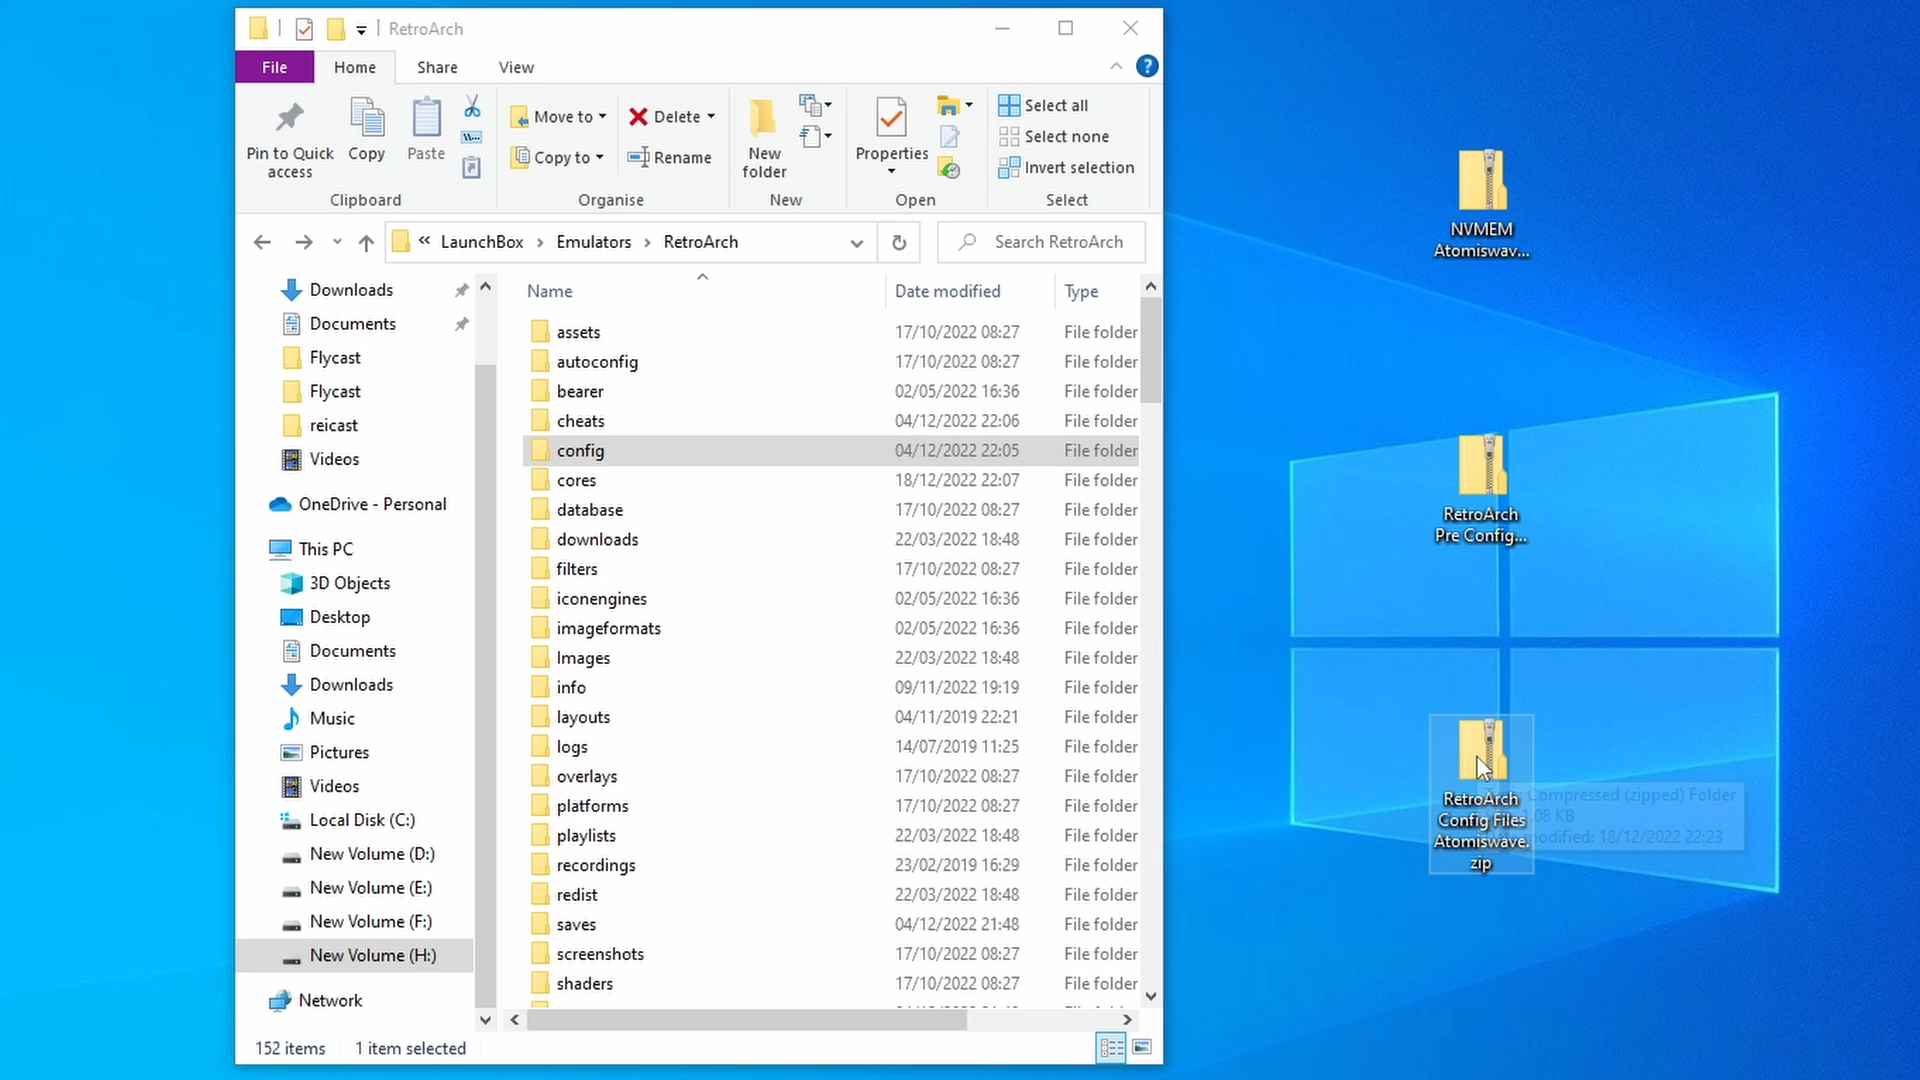 RetroArch
File
Home
Share
View
?
Pin to Quick
access
Copy
Paste
Clipboard
Move to
Copy to
Delete
Rename
Organise
New
folder
New
Properties
Open
Select all
Select none
Invert selection
Select
« LaunchBox > Emulators > RetroArch
Search RetroArch
Downloads
Documents
Flycast
Flycast
reicast
Videos
OneDrive - Personal
This PC
3D Objects
Desktop
Documents
Downloads
Music
Pictures
Videos
Local Disk (C:)
New Volume (D:)
New Volume (E:)
New Volume (F:)
New Volume (H:)
Network
Name Date modified Type
assets 17/10/2022 08:27 File folder
autoconfig 17/10/2022 08:27 File folder
bearer 02/05/2022 16:36 File folder
cheats 04/12/2022 22:06 File folder
config 04/12/2022 22:05 File folder
cores 18/12/2022 22:07 File folder
database 17/10/2022 08:27 File folder
downloads 22/03/2022 18:48 File folder
filters 17/10/2022 08:27 File folder
iconengines 02/05/2022 16:36 File folder
imageformats 02/05/2022 16:36 File folder
Images 22/03/2022 18:48 File folder
info 09/11/2022 19:19 File folder
layouts 04/11/2019 22:21 File folder
logs 14/07/2019 11:25 File folder
overlays 17/10/2022 08:27 File folder
platforms 17/10/2022 08:27 File folder
playlists 22/03/2022 18:48 File folder
recordings 23/02/2019 16:29 File folder
redist 22/03/2022 18:48 File folder
saves 04/12/2022 21:48 File folder
screenshots 17/10/2022 08:27 File folder
shaders 17/10/2022 08:27 File folder
152 items 1 item selected
NVMEM
Atomiswav...
RetroArch
Pre Config...
RetroArch
Config Files
Atomiswave.
zip
Compressed (zipped) Folder
KB
modified: 18/12/2022 22:23